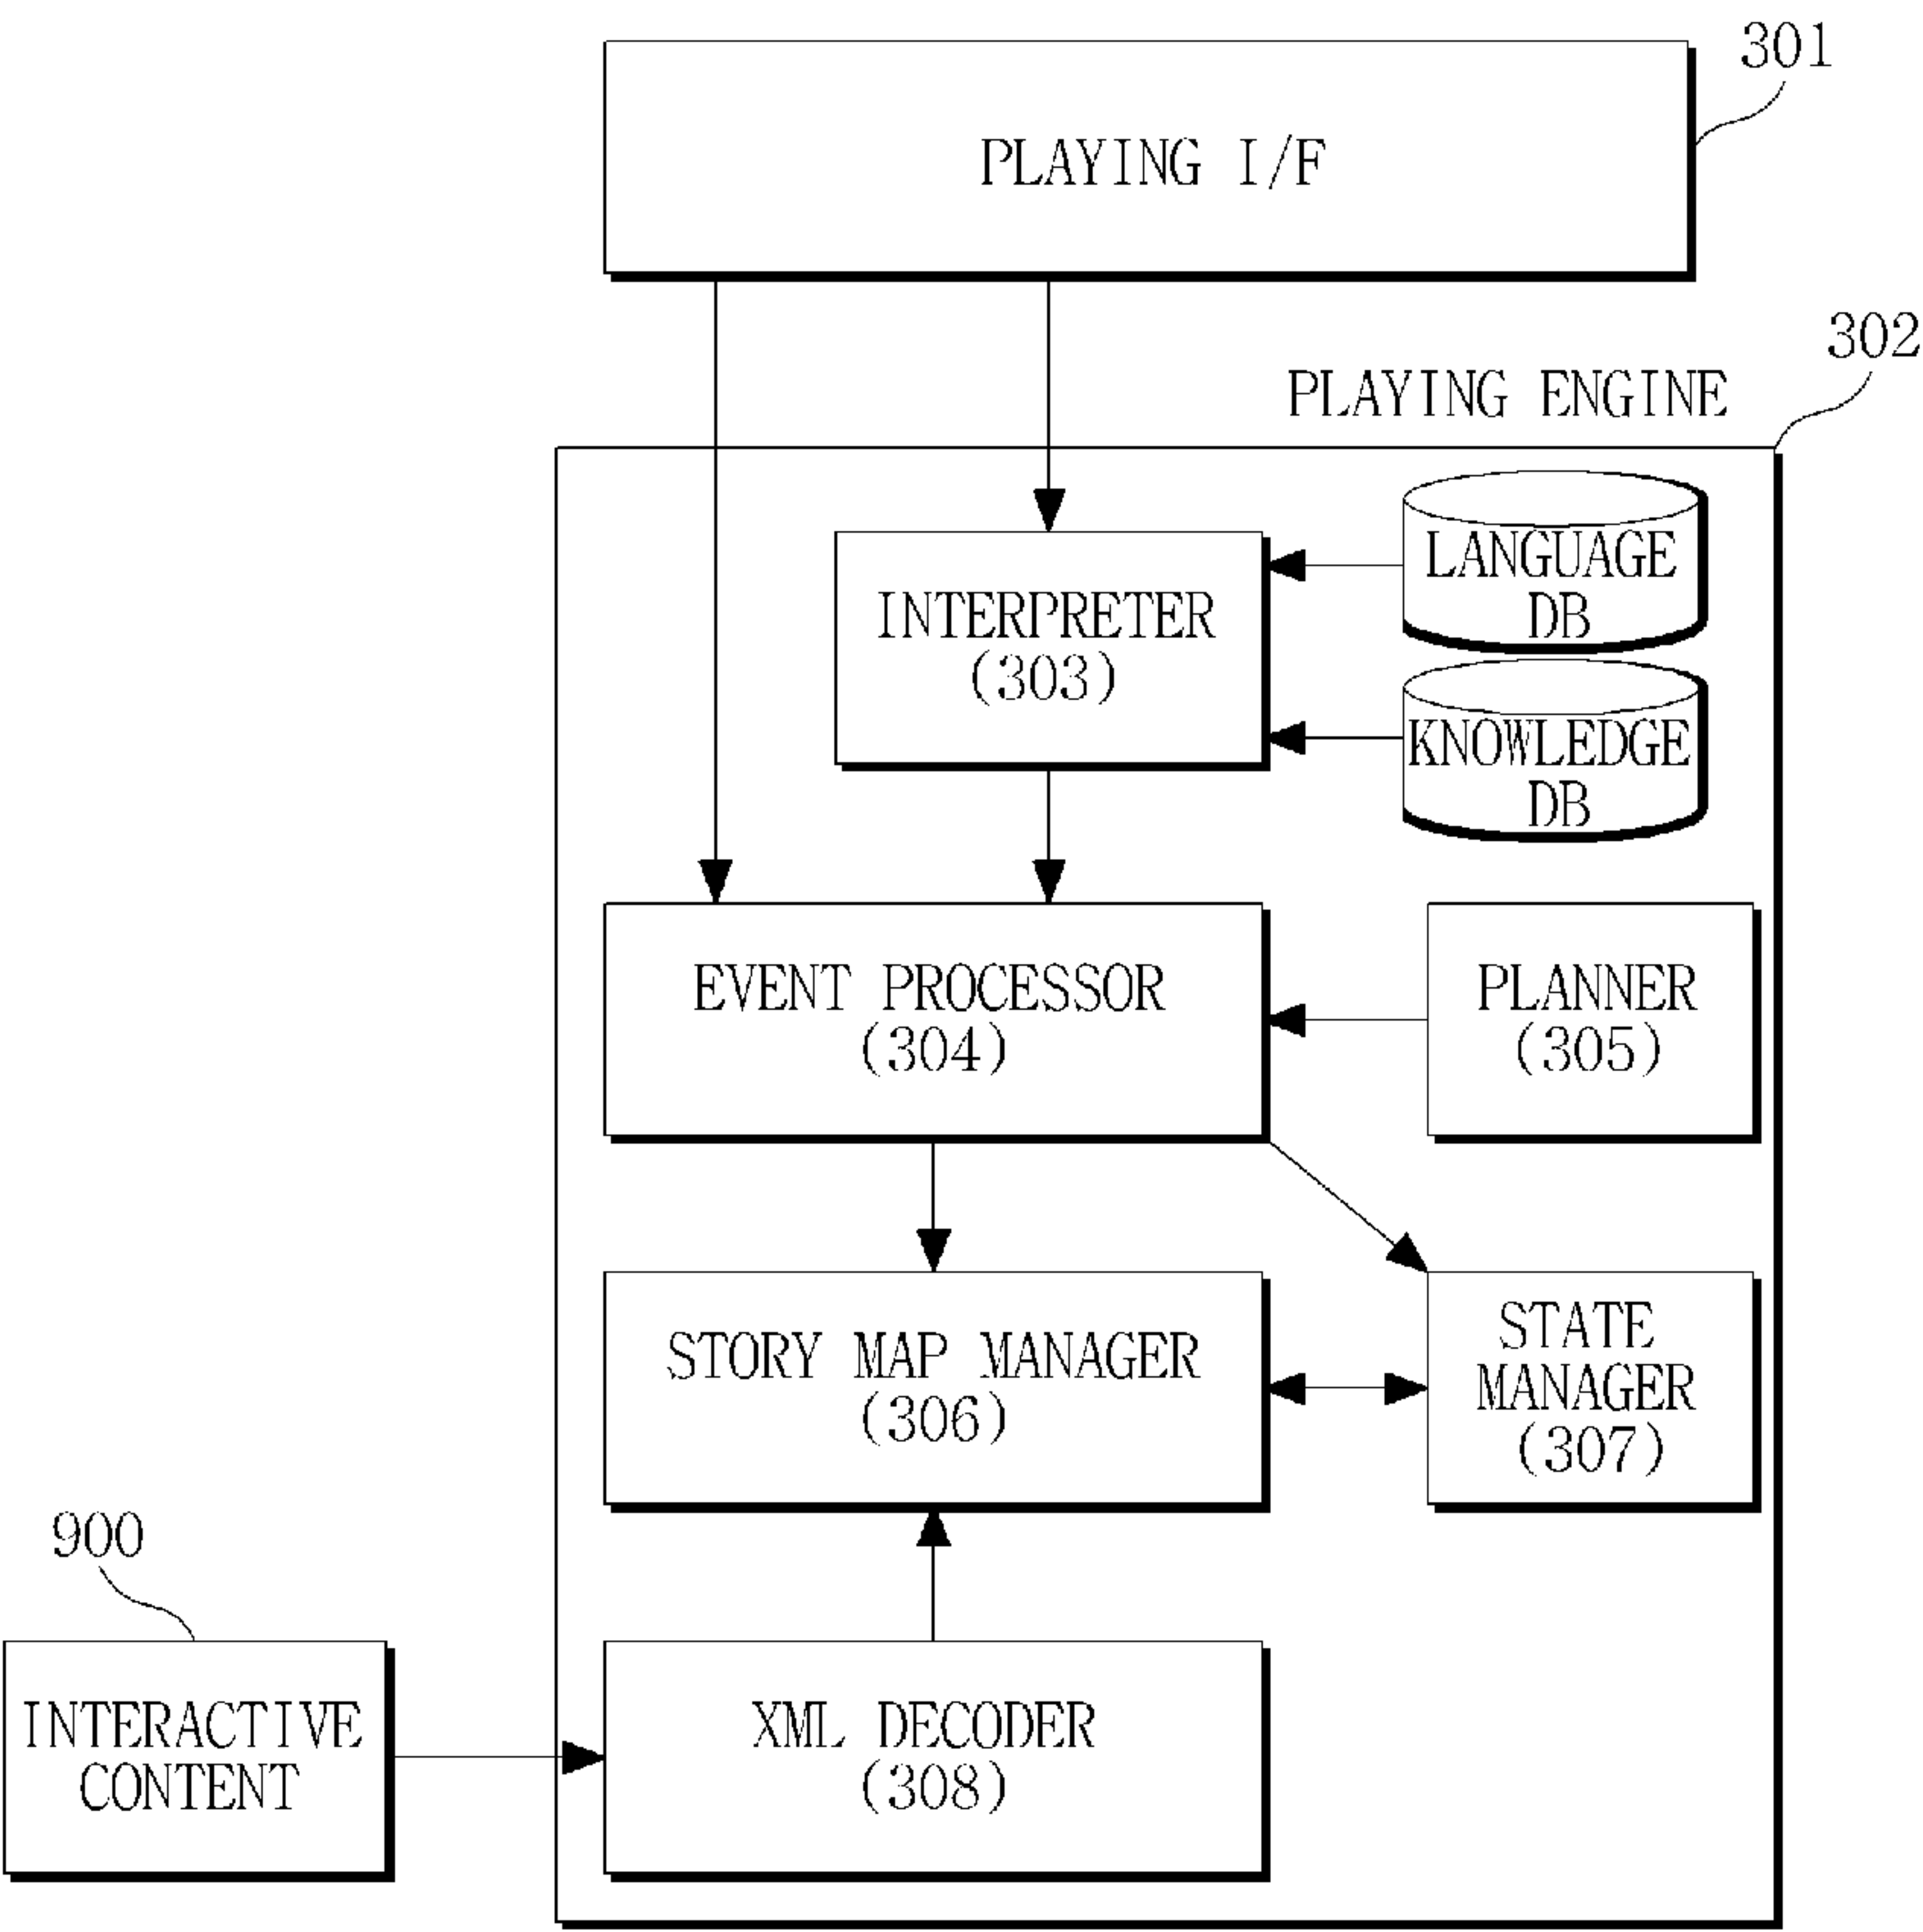 301
PLAYING I/F
302
PLAYING ENGINE
LANGUAGE
DB
INTERPRETER
(303)
KNOWLEDGE
DB
EVENT PROCESSOR
(304)
PLANNER
(305)
STORY MAP MANAGER
(306)
STATE
MANAGER
(307)
900
INTERACTIVE
CONTENT
XML DECODER
(308)